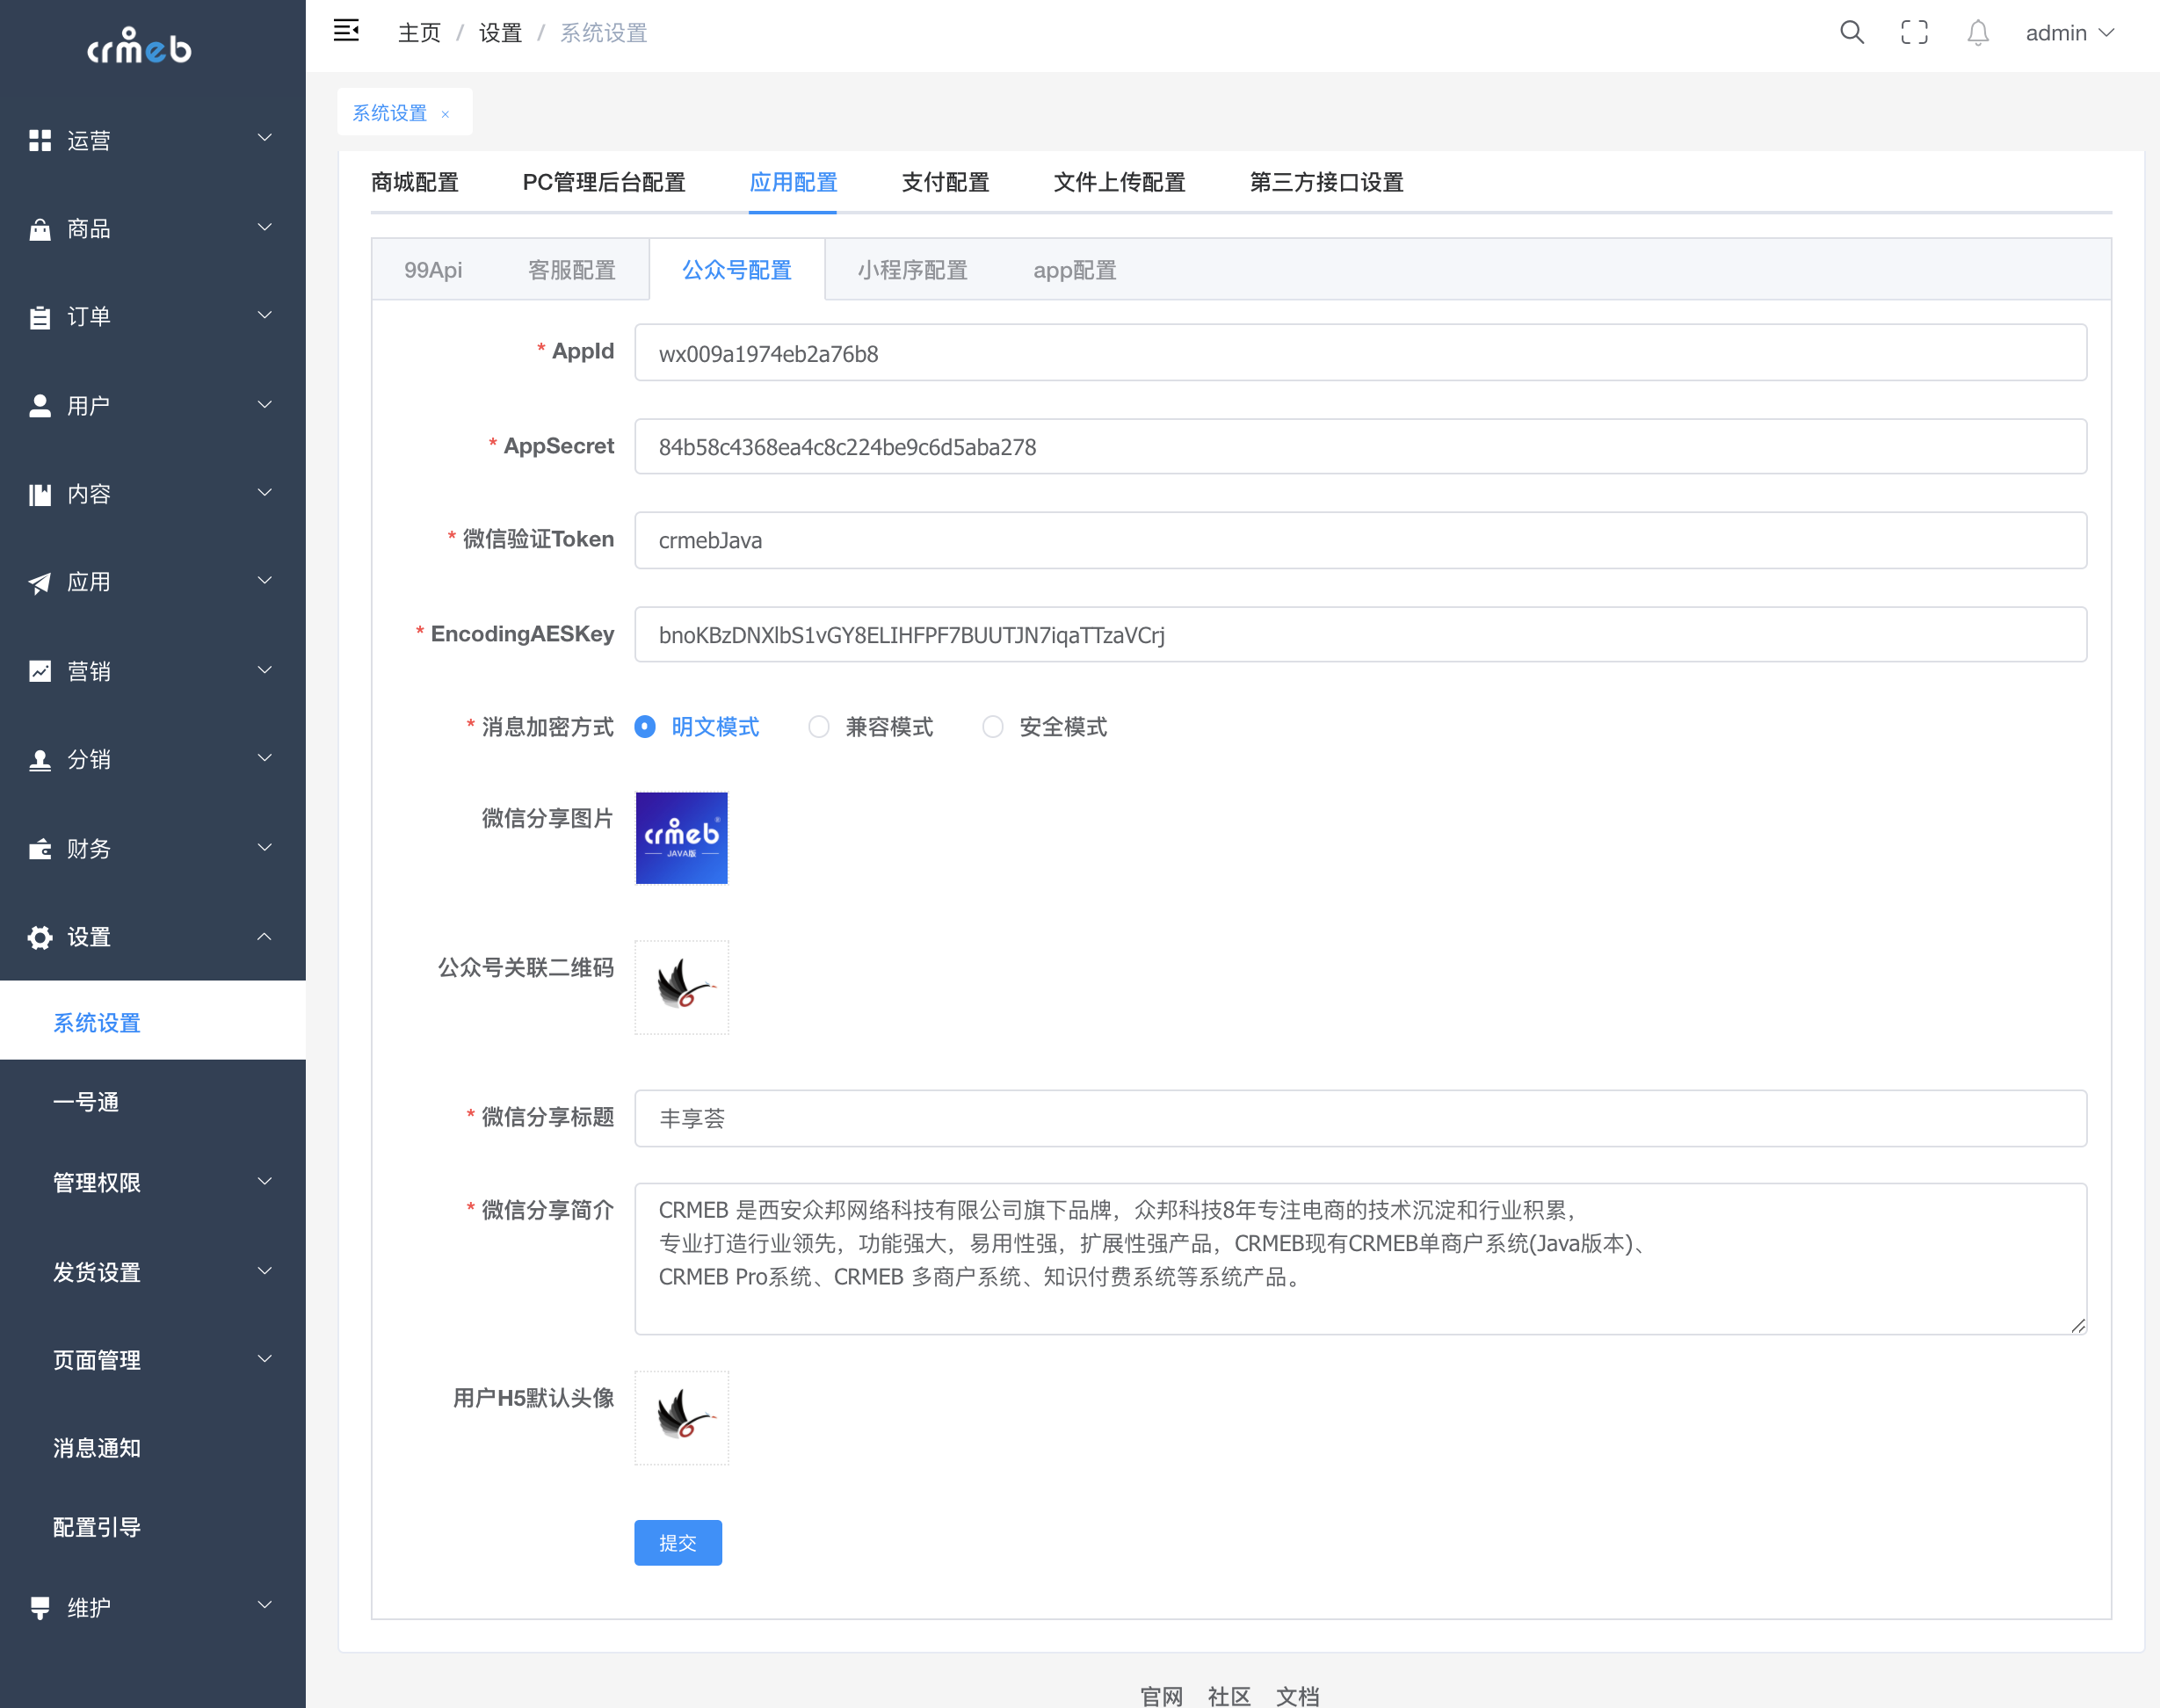 crmeb
主页 / 设置 / 系统设置
admin
系统设置 ×
运营
商品
订单
用户
内容
应用
营销
分销
财务
设置
系统设置
一号通
管理权限
发货设置
页面管理
消息通知
配置引导
维护
商城配置 PC管理后台配置 应用配置 支付配置 文件上传配置 第三方接口设置
99Api 客服配置 公众号配置 小程序配置 app配置
* AppId wx009a1974eb2a76b8
* AppSecret 84b58c4368ea4c8c224be9c6d5aba278
* 微信验证Token crmebJava
* EncodingAESKey bnoKBzDNXlbS1vGY8ELIHFPF7BUUTJN7iqaTTzaVCrj
* 消息加密方式 明文模式 兼容模式 安全模式
微信分享图片
crmeb®
JAVA版
公众号关联二维码
* 微信分享标题 丰享荟
* 微信分享简介 CRMEB 是西安众邦网络科技有限公司旗下品牌，众邦科技8年专注电商的技术沉淀和行业积累，
专业打造行业领先，功能强大，易用性强，扩展性强产品，CRMEB现有CRMEB单商户系统(Java版本)、
CRMEB Pro系统、CRMEB 多商户系统、知识付费系统等系统产品。
用户H5默认头像
提交
官网 社区 文档